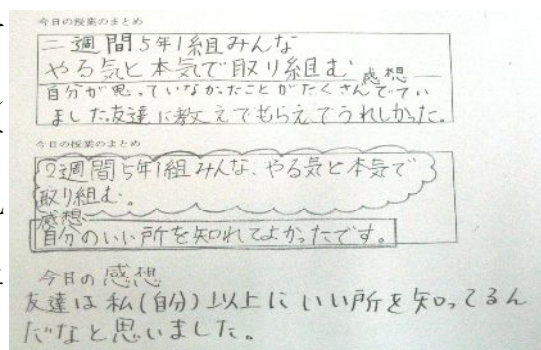 今日の授業のまとめ
二週間5年1組みんな
やる気と本気で取り組む 感想
自分が思っていなかったことがたくさんでてい
ました友達に教えてもらえてうれしかった。
今日の授業のまとめ
2週間5年1組みんな、やる気と本気で
取り組む。
感想
自分のいい所を知れてよかったです。
今日の感想
友達は私(自分)以上にいい所を知ってるん
だなと思いました。